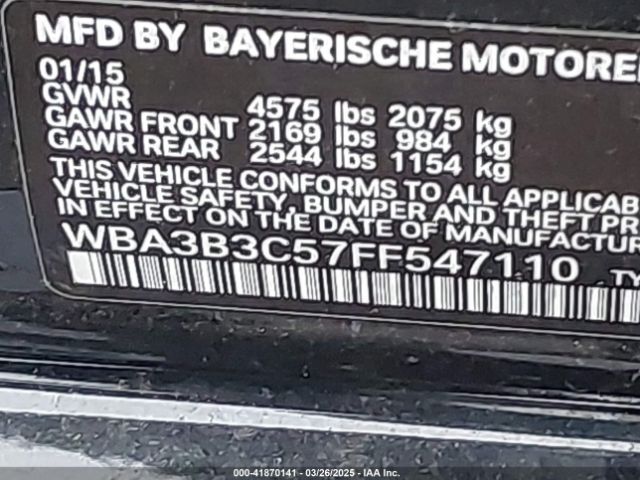 MFD BY BAYERISCHE MOTORE
01/15
GVWR 4575 lbs 2075 kg
GAWR FRONT 2169 lbs 984 kg
GAWR REAR 2544 lbs 1154 kg
THIS VEHICLE CONFORMS TO ALL APPLICAB
VEHICLE SAFETY, BUMPER AND THEFT PR
IN EFFECT ON THE DATE OF MANUFACTUR
WBA3B3C57FF547110 TY
000-41870141 — 03/26/2025 — IAA Inc.